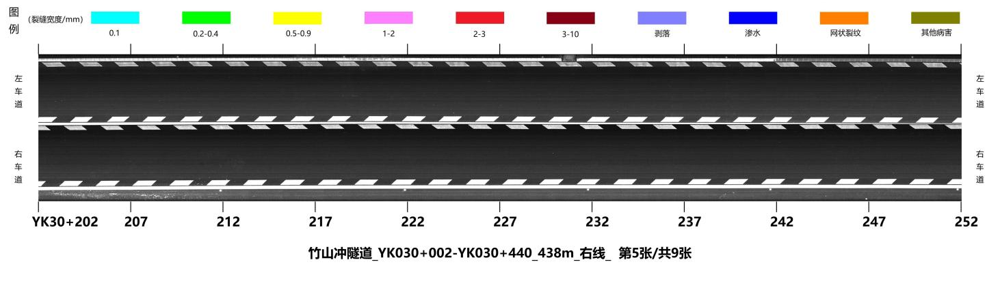 图例
(裂缝宽度/mm)
0.1 0.2-0.4 0.5-0.9 1-2 2-3 3-10 剥落 渗水 网状裂纹 其他病害
左车道 左车道
右车道 右车道
YK30+202 207 212 217 222 227 232 237 242 247 252
竹山冲隧道_YK030+002-YK030+440_438m_右线_ 第5张/共9张